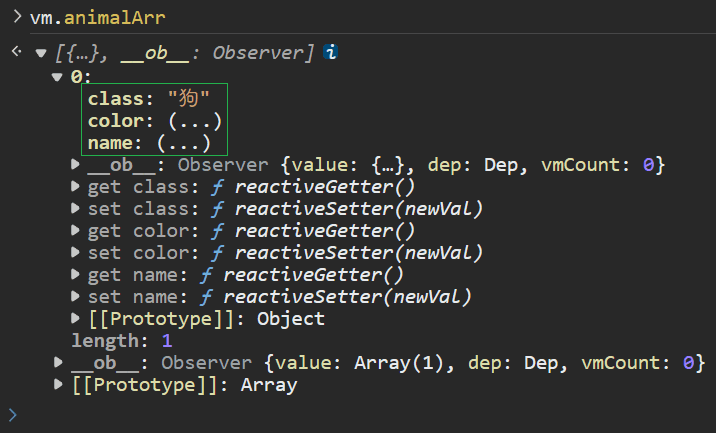 vm.animalArr
[{…}, __ob__: Observer] i
0:
class: "狗"
color: (...)
name: (...)
__ob__: Observer {value: {…}, dep: Dep, vmCount: 0}
get class: ƒ reactiveGetter()
set class: ƒ reactiveSetter(newVal)
get color: ƒ reactiveGetter()
set color: ƒ reactiveSetter(newVal)
get name: ƒ reactiveGetter()
set name: ƒ reactiveSetter(newVal)
[[Prototype]]: Object
length: 1
__ob__: Observer {value: Array(1), dep: Dep, vmCount: 0}
[[Prototype]]: Array